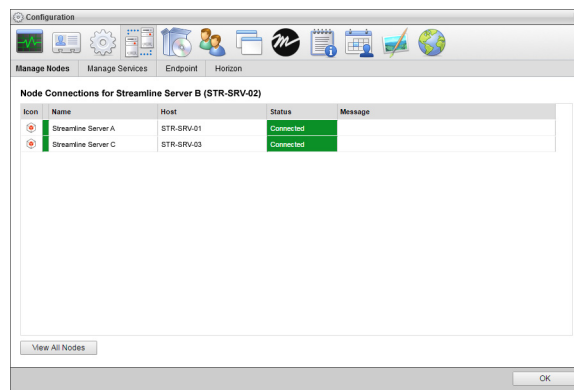 Configuration
Manage Nodes Manage Services Endpoint Horizon
Node Connections for Streamline Server B (STR-SRV-02)
Icon Name Host Status Message
Streamline Server A STR-SRV-01 Connected
Streamline Server C STR-SRV-03 Connected
View All Nodes
OK